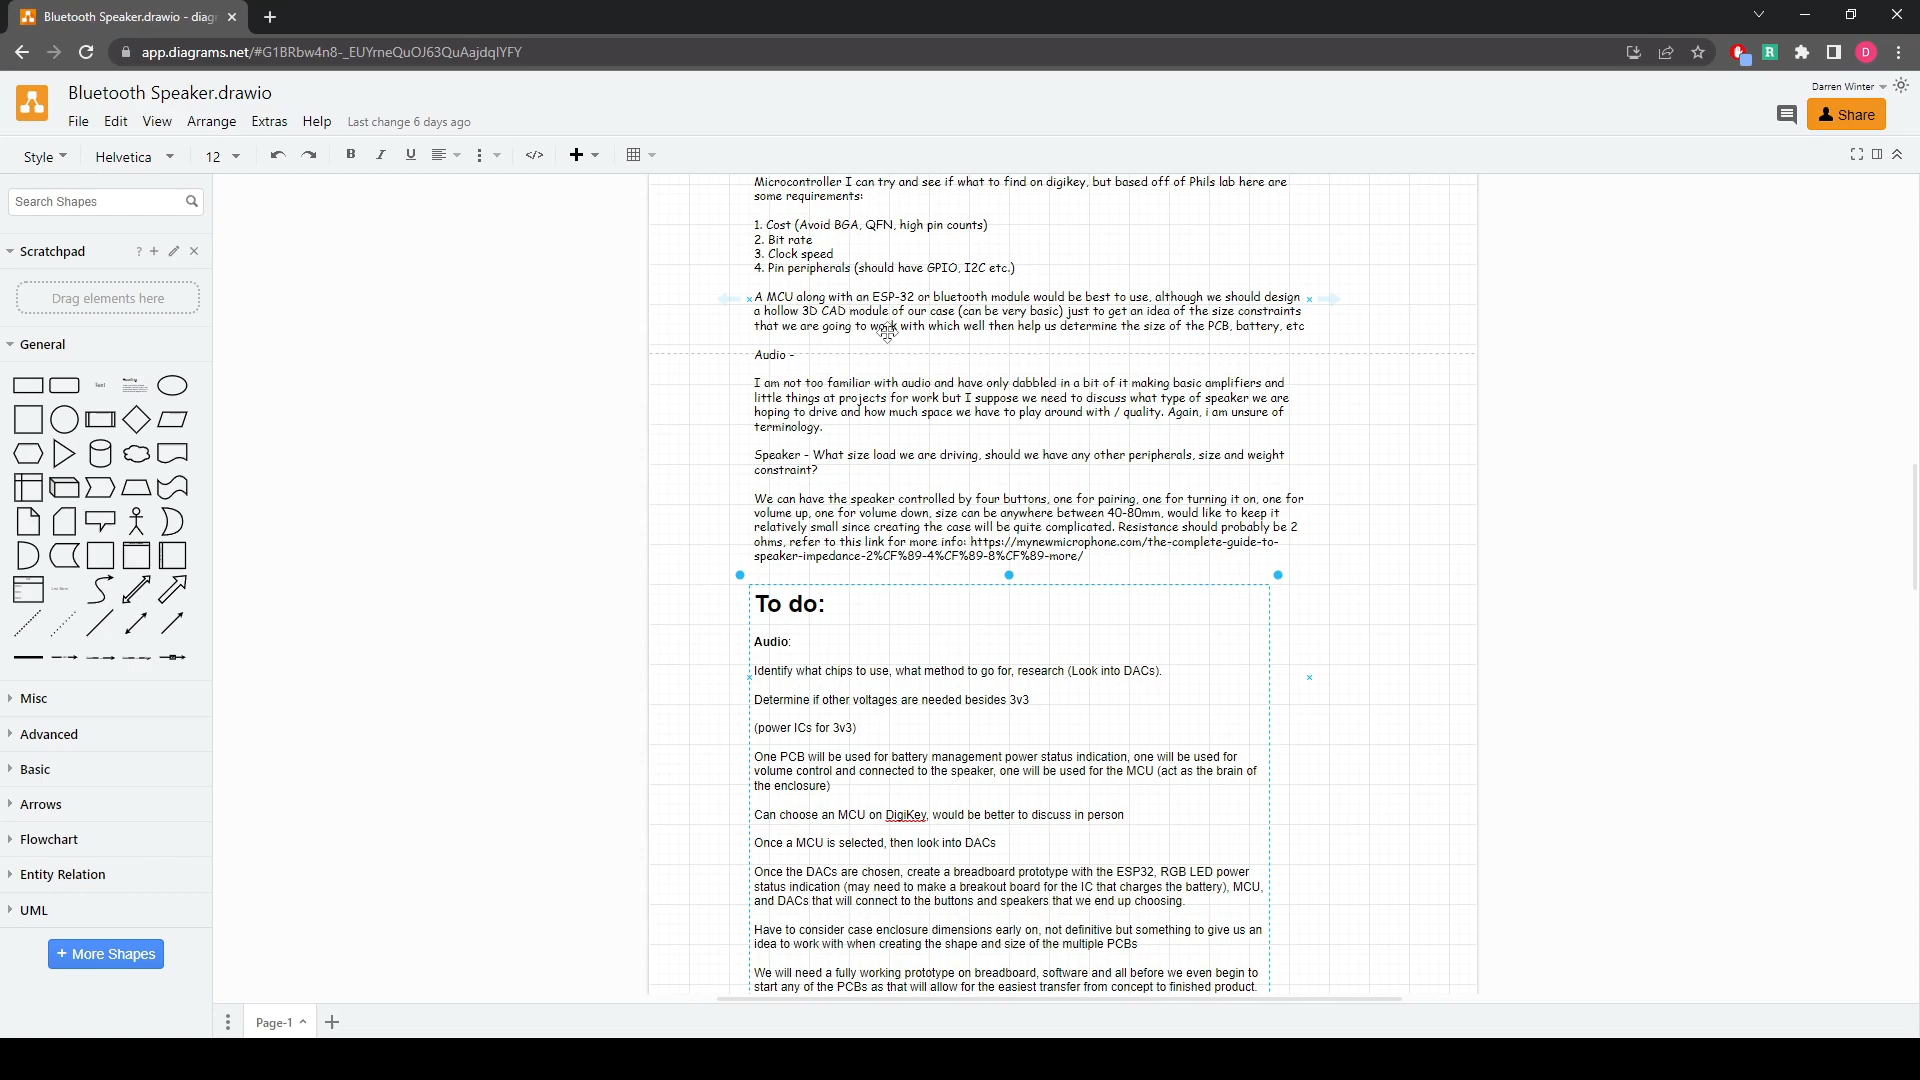 Bluetooth Speaker.drawio - diag
app.diagrams.net/#G1BRbw4n8-_EUYrneQuOJ63QuAajdqlYFY
R
D
Bluetooth Speaker.drawio
Darren Winter
File Edit View Arrange Extras Help Last change 6 days ago
Share
Style Helvetica 12 B I U
Search Shapes
Scratchpad
?
Drag elements here
General
Text
Misc
Advanced
Basic
Arrows
Flowchart
Entity Relation
UML
+ More Shapes
Microcontroller I can try and see if what to find on digikey, but based off of Phils lab here are
some requirements:
1. Cost (Avoid BGA, QFN, high pin counts)
2. Bit rate
3. Clock speed
4. Pin peripherals (should have GPIO, I2C etc.)
A MCU along with an ESP-32 or bluetooth module would be best to use, although we should design
a hollow 3D CAD module of our case (can be very basic) just to get an idea of the size constraints
that we are going to work with which well then help us determine the size of the PCB, battery, etc
Audio -
I am not too familiar with audio and have only dabbled in a bit of it making basic amplifiers and
little things at projects for work but I suppose we need to discuss what type of speaker we are
hoping to drive and how much space we have to play around with / quality. Again, i am unsure of
terminology.
Speaker - What size load we are driving, should we have any other peripherals, size and weight
constraint?
We can have the speaker controlled by four buttons, one for pairing, one for turning it on, one for
volume up, one for volume down, size can be anywhere between 40-80mm, would like to keep it
relatively small since creating the case will be quite complicated. Resistance should probably be 2
ohms, refer to this link for more info: https://mynewmicrophone.com/the-complete-guide-to-
speaker-impedance-2%CF%89-4%CF%89-8%CF%89-more/
To do:
Audio:
Identify what chips to use, what method to go for, research (Look into DACs).
Determine if other voltages are needed besides 3v3
(power ICs for 3v3)
One PCB will be used for battery management power status indication, one will be used for
volume control and connected to the speaker, one will be used for the MCU (act as the brain of
the enclosure)
Can choose an MCU on DigiKey, would be better to discuss in person
Once a MCU is selected, then look into DACs
Once the DACs are chosen, create a breadboard prototype with the ESP32, RGB LED power
status indication (may need to make a breakout board for the IC that charges the battery), MCU,
and DACs that will connect to the buttons and speakers that we end up choosing.
Have to consider case enclosure dimensions early on, not definitive but something to give us an
idea to work with when creating the shape and size of the multiple PCBs
We will need a fully working prototype on breadboard, software and all before we even begin to
start any of the PCBs as that will allow for the easiest transfer from concept to finished product.
Page-1